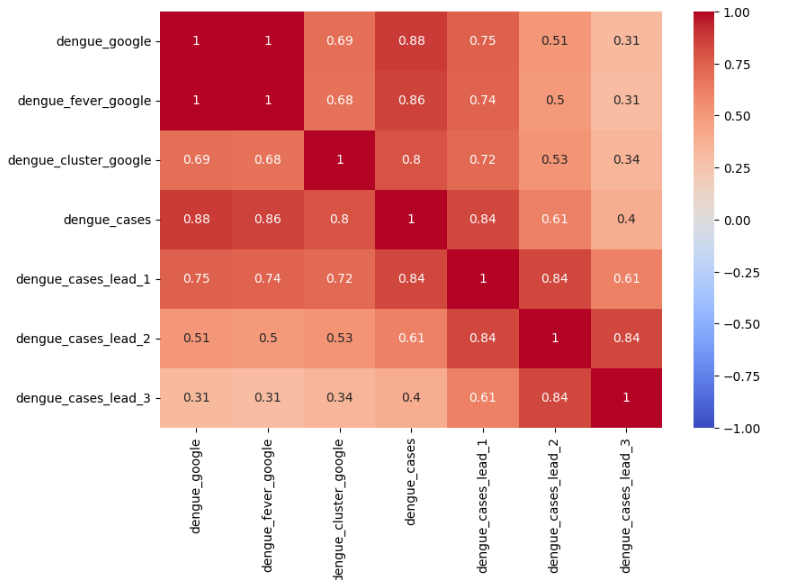 dengue_google 1 1 0.69 0.88 0.75 0.51 0.31
dengue_fever_google 1 1 0.68 0.86 0.74 0.5 0.31
dengue_cluster_google 0.69 0.68 1 0.8 0.72 0.53 0.34
dengue_cases 0.88 0.86 0.8 1 0.84 0.61 0.4
dengue_cases_lead_1 0.75 0.74 0.72 0.84 1 0.84 0.61
dengue_cases_lead_2 0.51 0.5 0.53 0.61 0.84 1 0.84
dengue_cases_lead_3 0.31 0.31 0.34 0.4 0.61 0.84 1
dengue_google
dengue_fever_google
dengue_cluster_google
dengue_cases
dengue_cases_lead_1
dengue_cases_lead_2
dengue_cases_lead_3
1.00
0.75
0.50
0.25
0.00
−0.25
−0.50
−0.75
−1.00